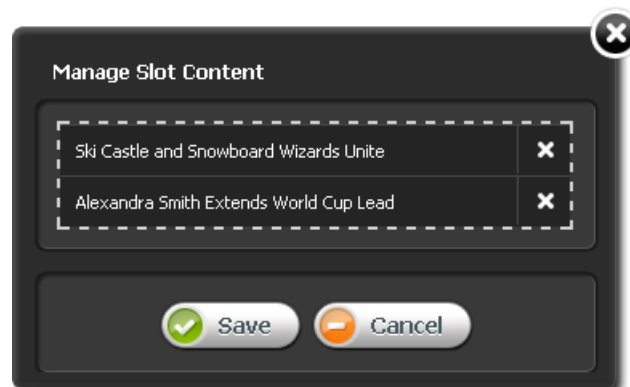 Manage Slot Content
Ski Castle and Snowboard Wizards Unite
Alexandra Smith Extends World Cup Lead
Save
Cancel